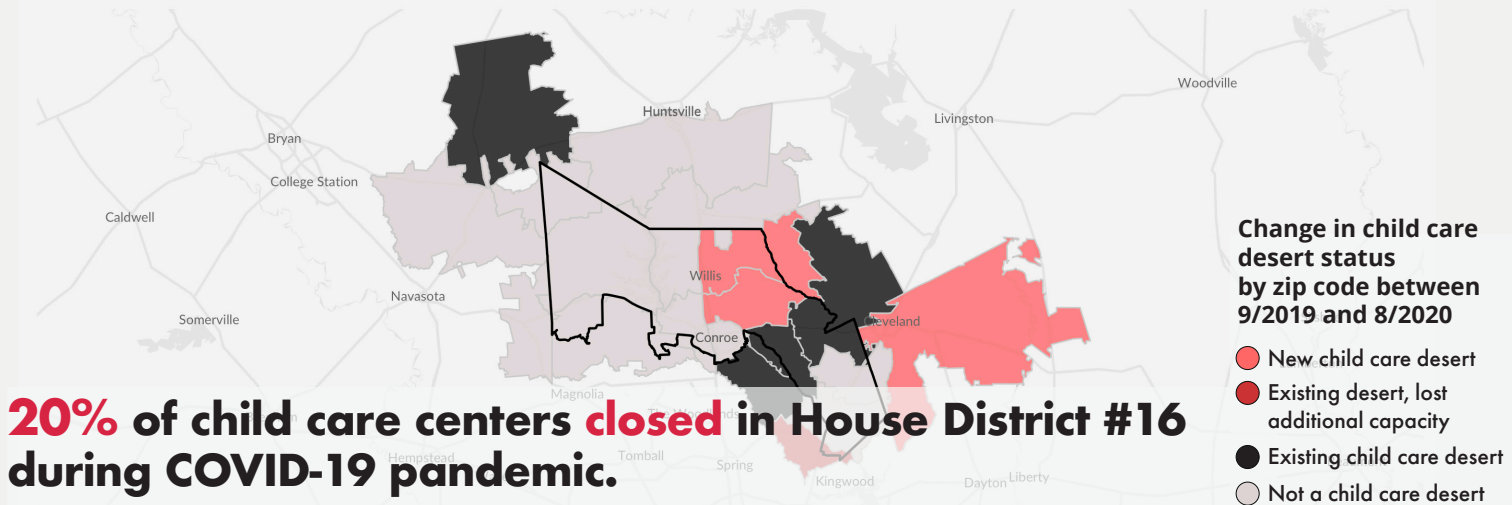 Woodville
Huntsville
Livingston
Bryan
College Station
Caldwell
Willis
Navasota
Somerville
Cleveland
Conroe
Magnolia
The Woodlands
Hempstead
Tomball
Spring
Kingwood
Dayton
Liberty
Change in child care
desert status
by zip code between
9/2019 and 8/2020
New child care desert
Existing desert, lost
additional capacity
Existing child care desert
Not a child care desert
20% of child care centers closed in House District #16
during COVID-19 pandemic.